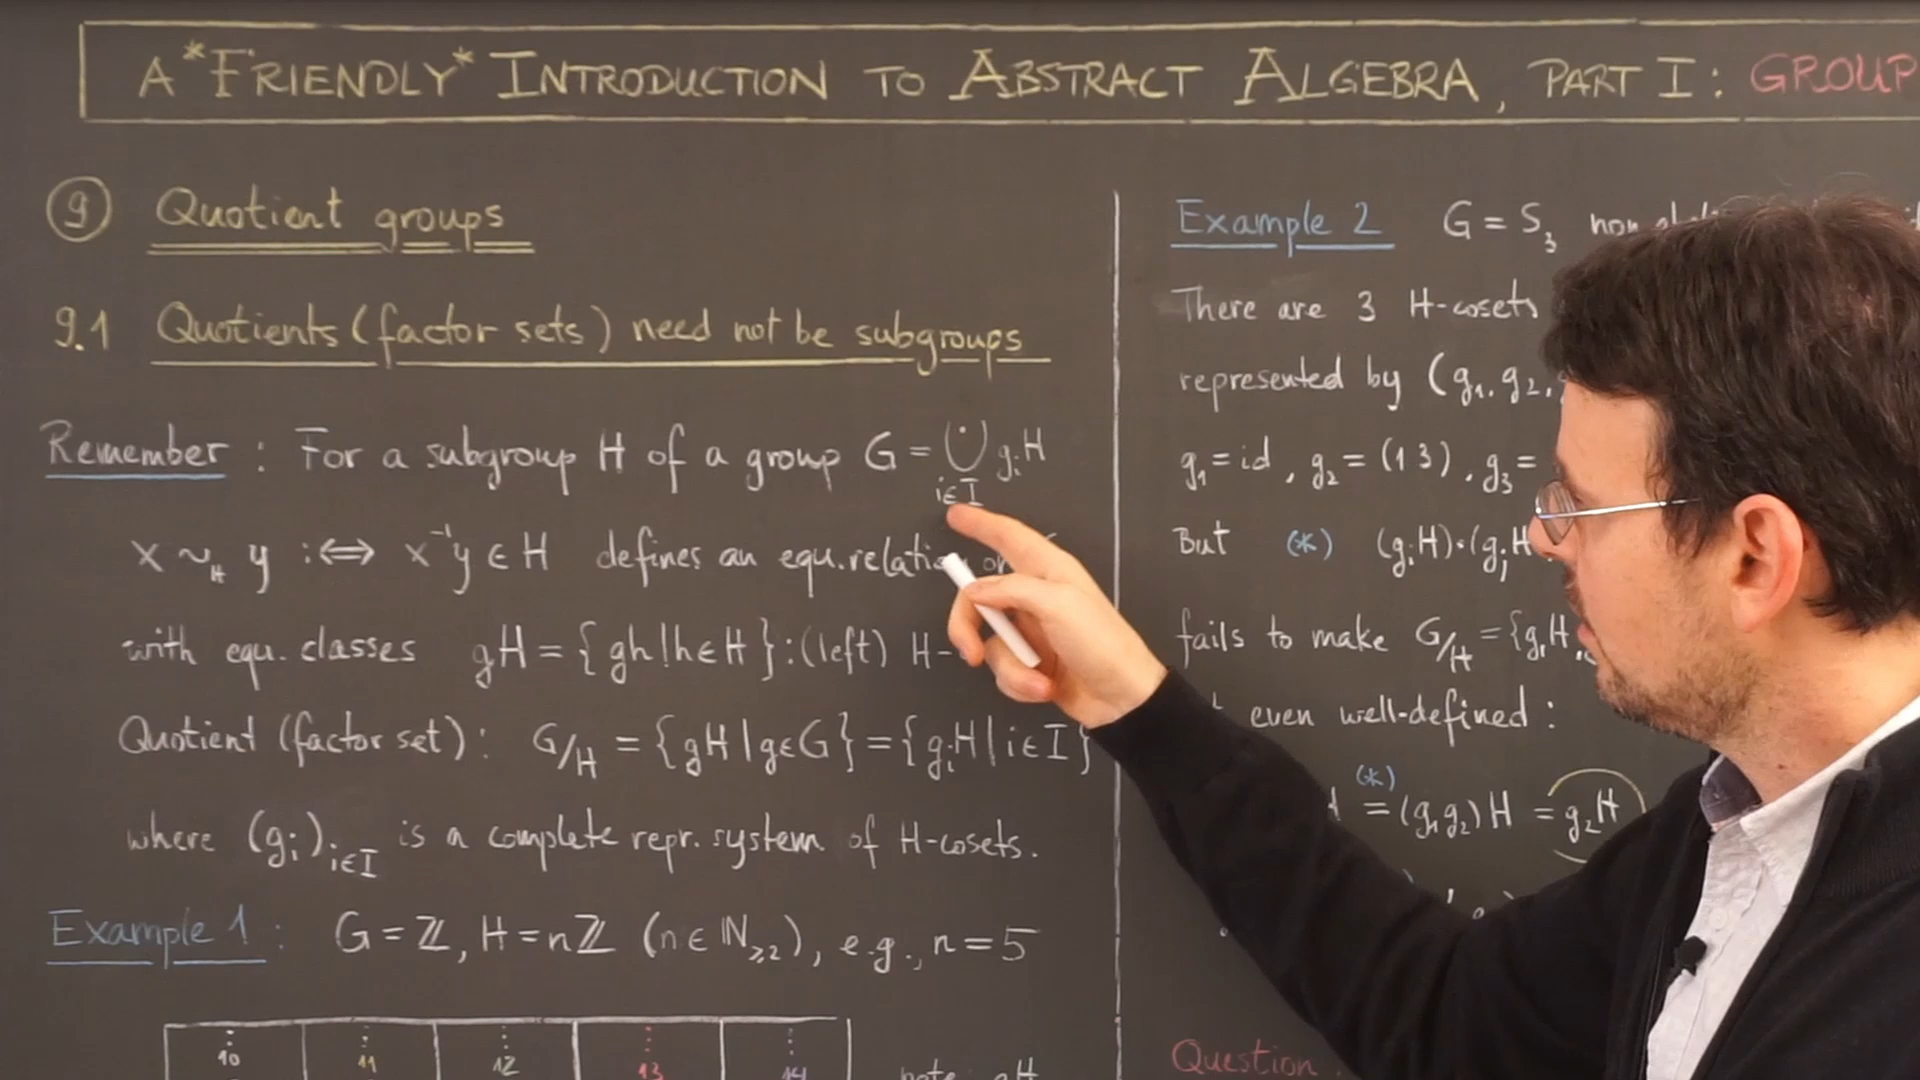 A *FRIENDLY* INTRODUCTION TO ABSTRACT ALGEBRA, PART I: GROUP
⑨ Quotient groups
9.1 Quotients (factor sets) need not be subgroups
Remember: For a subgroup H of a group G = ⋃̇_{i∈I} g_i H
x ~_H y :⇔ x⁻¹y ∈ H defines an equ. relation
with equ. classes gH = {gh | h∈H} : (left) H-
Quotient (factor set): G/H = {gH | g∈G} = {g_i H | i∈I}
where (g_i)_{i∈I} is a complete repr. system of H-cosets.
Example 1: G = ℤ, H = nℤ (n ∈ ℕ_{≥2}), e.g., n = 5
10 11 12 13 14
note: gH
Example 2 G = S_3
There are 3 H-cosets
represented by (g_1, g_2,
g_1 = id, g_2 = (1 3), g_3 =
But (*) (g_i H)·(g_j H
fails to make G/H = {g_1 H,
even well-defined:
(*)
= (g_1 g_2) H = g_2 H
Question: